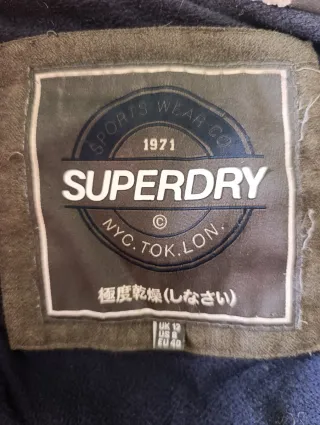 SPORTS WEAR CO
1971
SUPERDRY
©
NYC.TOK.LON.
極度乾燥(しなさい)
UK 12
US 8
EU 40